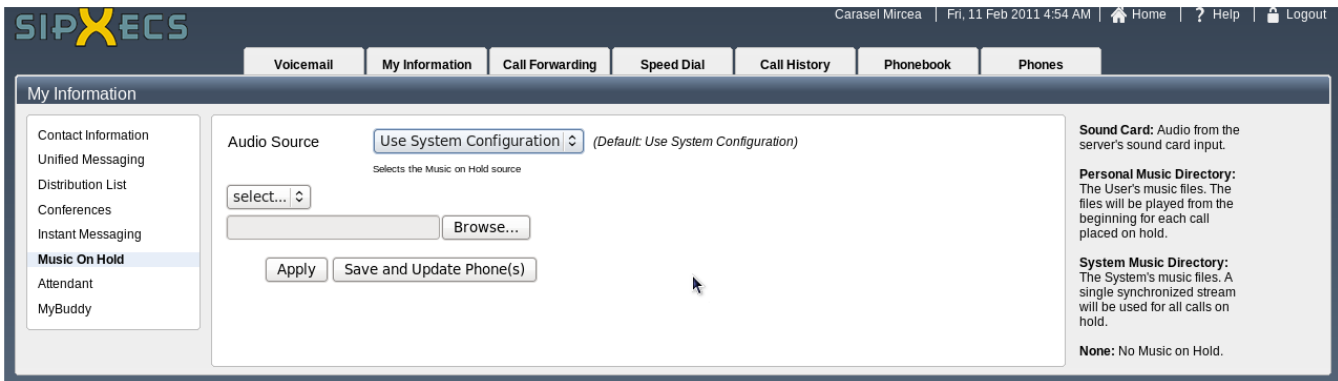 SIPXECS
Carasel Mircea | Fri, 11 Feb 2011 4:54 AM | Home | ? Help | Logout
Voicemail My Information Call Forwarding Speed Dial Call History Phonebook Phones
My Information
Contact Information
Unified Messaging
Distribution List
Conferences
Instant Messaging
Music On Hold
Attendant
MyBuddy
Audio Source Use System Configuration (Default: Use System Configuration)
Selects the Music on Hold source
select...
Browse...
Apply Save and Update Phone(s)
Sound Card: Audio from the
server's sound card input.
Personal Music Directory:
The User's music files. The
files will be played from the
beginning for each call
placed on hold.
System Music Directory:
The System's music files. A
single synchronized stream
will be used for all calls on
hold.
None: No Music on Hold.